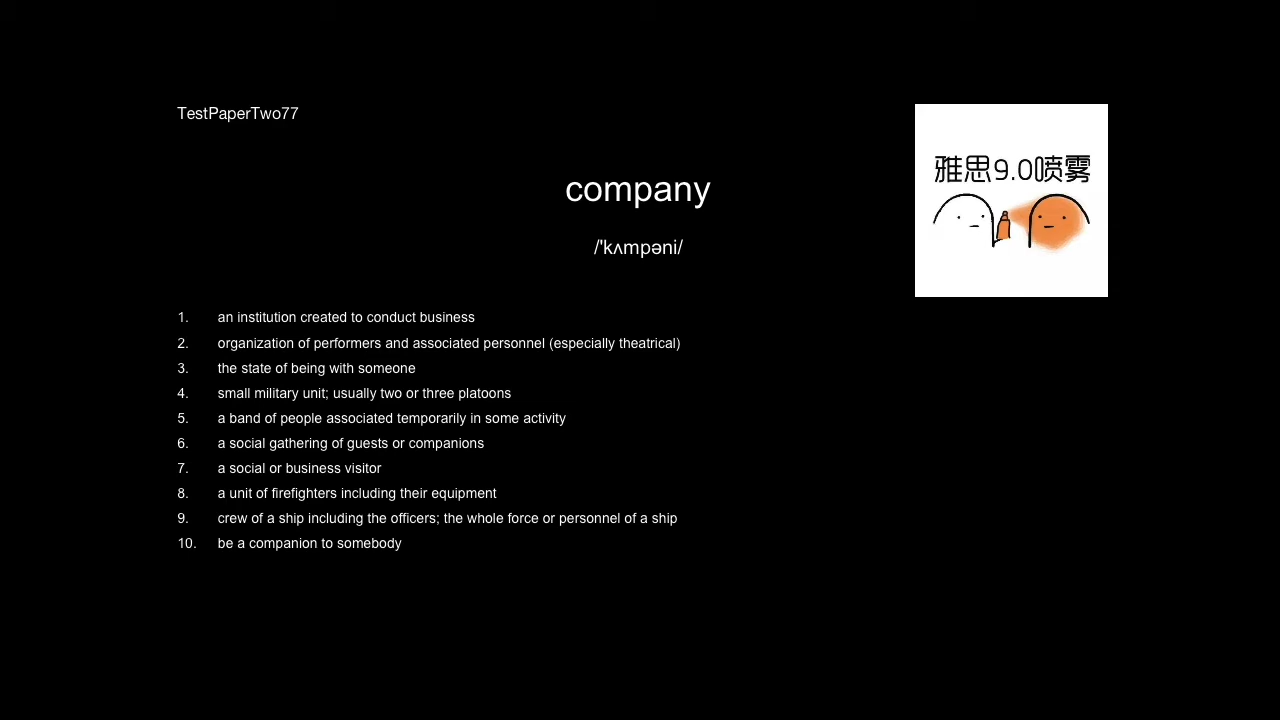 TestPaperTwo77
雅思9.0喷雾
company
/'kʌmpəni/
1. an institution created to conduct business
2. organization of performers and associated personnel (especially theatrical)
3. the state of being with someone
4. small military unit; usually two or three platoons
5. a band of people associated temporarily in some activity
6. a social gathering of guests or companions
7. a social or business visitor
8. a unit of firefighters including their equipment
9. crew of a ship including the officers; the whole force or personnel of a ship
10. be a companion to somebody